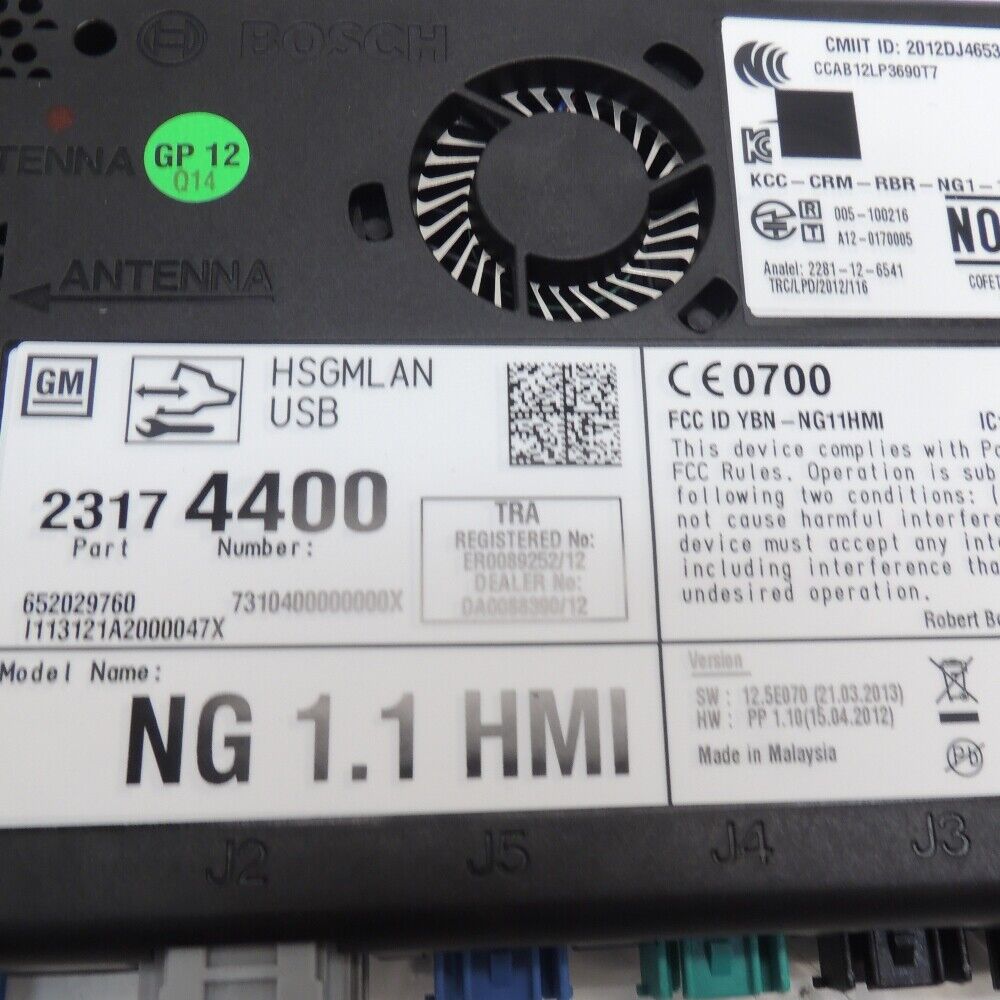 BOSCH
CMIIT ID: 2012DJ4653
CCAB12LP3690T7
TENNA
GP 12
Q14
KCC-CRM-RBR-NG1-
R 005-100216
T A12-0170005
NO
Anatel: 2281-12-6541
TRC/LPD/2012/116
COFET
ANTENNA
GM
HSGMLAN
USB
2317 4400
Part Number:
TRA
REGISTERED No:
ER0089252/12
DEALER No:
DA0088390/12
652029760 7310400000000X
I113121A2000047X
CE 0700
FCC ID YBN-NG11HMI IC
This device complies with Pa
FCC Rules. Operation is sub
following two conditions:
not cause harmful interfere
device must accept any inte
including interference tha
undesired operation.
Robert Bo
Model Name:
NG 1.1 HMI
Version
SW: 12.5E070 (21.03.2013)
HW: PP 1.10(15.04.2012)
Made in Malaysia
Pb
J2
J5
J4
J3